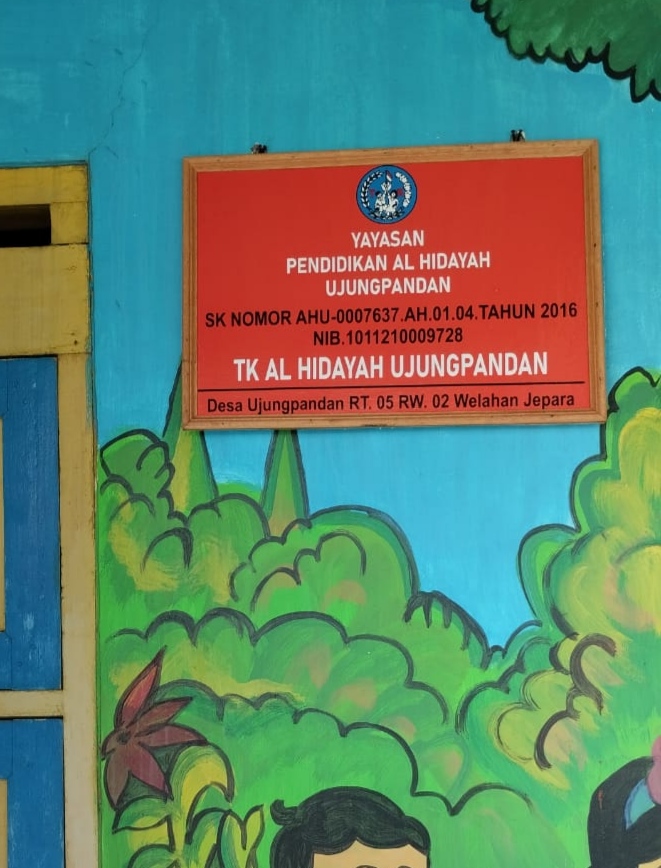 YAYASAN
PENDIDIKAN AL HIDAYAH
UJUNGPANDAN
SK NOMOR AHU-0007637.AH.01.04.TAHUN 2016
NIB.1011210009728
TK AL HIDAYAH UJUNGPANDAN
Desa Ujungpandan RT. 05 RW. 02 Welahan Jepara